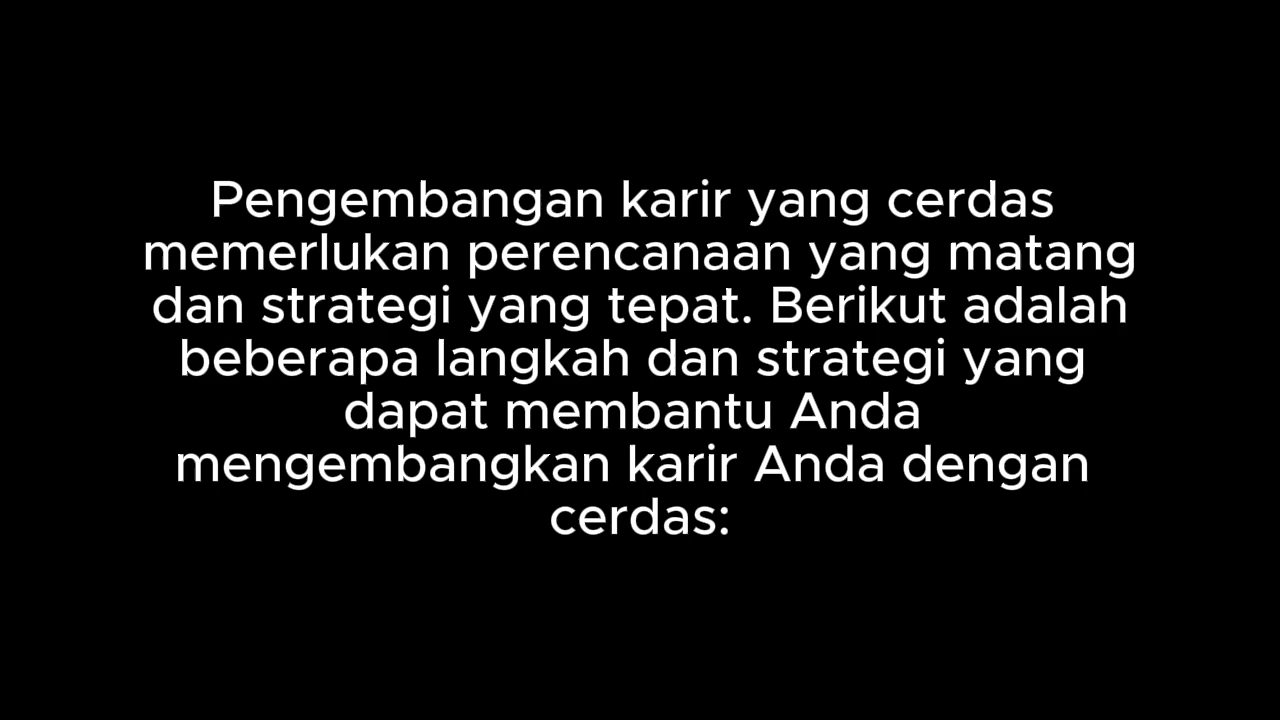 Pengembangan karir yang cerdas
memerlukan perencanaan yang matang
dan strategi yang tepat. Berikut adalah
beberapa langkah dan strategi yang
dapat membantu Anda
mengembangkan karir Anda dengan
cerdas: